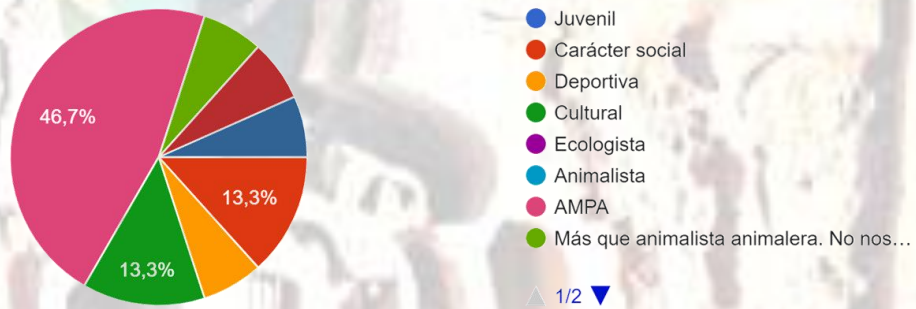 46,7%
13,3%
13,3%
Juvenil
Carácter social
Deportiva
Cultural
Ecologista
Animalista
AMPA
Más que animalista animalera. No nos…
1/2